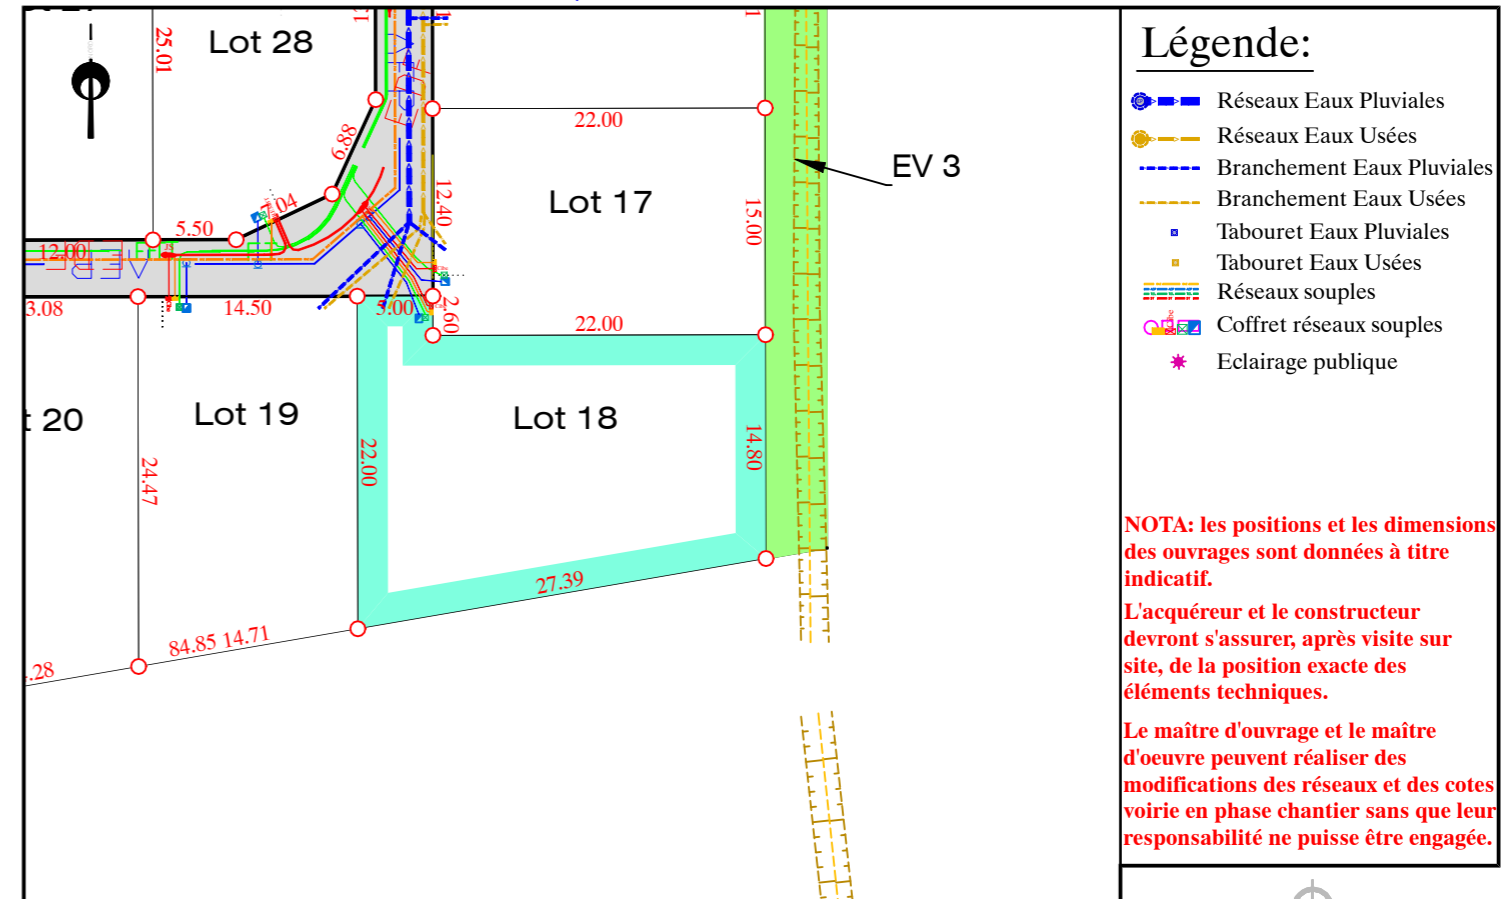 Lot 28
25.01
6.88
7.04
5.50
12.00
3.08
14.50
5.00
2.60
12.40
22.00
Lot 17
15.00
EV 3
22.00
t 20
Lot 19
Lot 18
24.47
22.00
14.80
27.39
84.85 14.71
.28
Légende:
Réseaux Eaux Pluviales
Réseaux Eaux Usées
Branchement Eaux Pluviales
Branchement Eaux Usées
Tabouret Eaux Pluviales
Tabouret Eaux Usées
Réseaux souples
Coffret réseaux souples
Eclairage publique
NOTA: les positions et les dimensions
des ouvrages sont données à titre
indicatif.
L'acquéreur et le constructeur
devront s'assurer, après visite sur
site, de la position exacte des
éléments techniques.
Le maître d'ouvrage et le maître
d'oeuvre peuvent réaliser des
modifications des réseaux et des cotes
voirie en phase chantier sans que leur
responsabilité ne puisse être engagée.